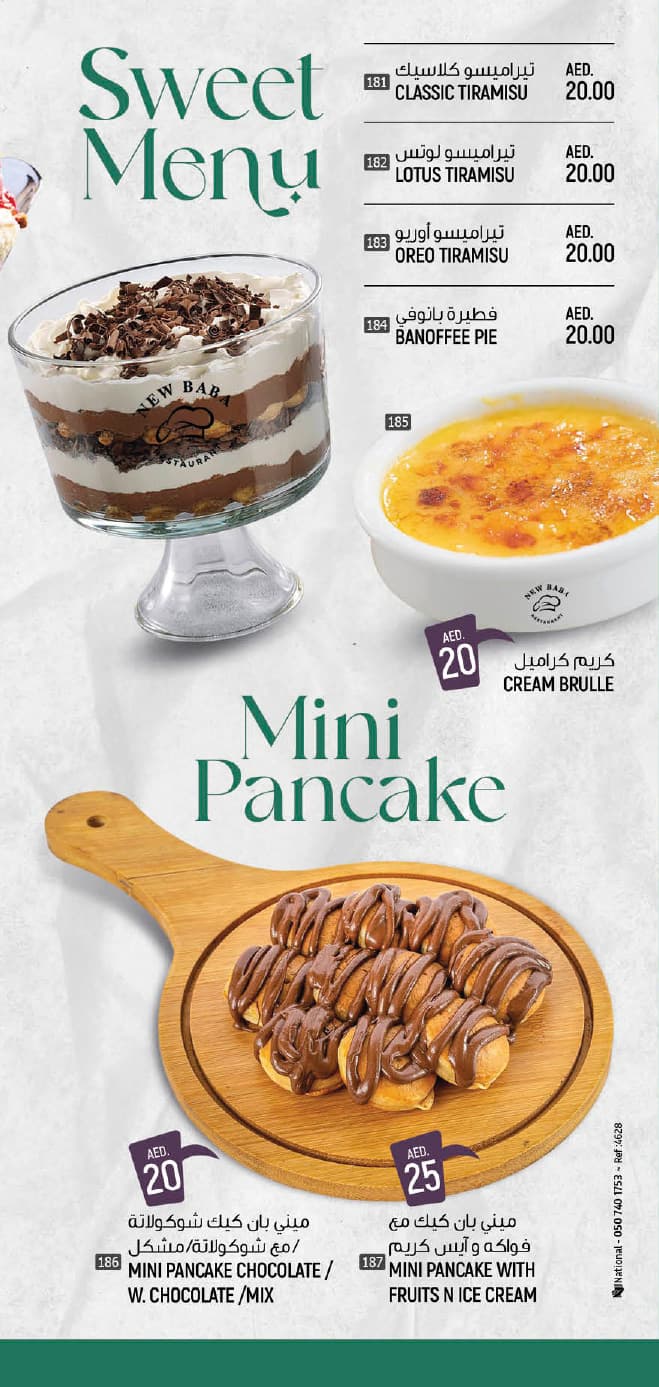 Sweet
Menu
181
تيراميسو كلاسيك
CLASSIC TIRAMISU
AED.
20.00
182
تيراميسو لوتس
LOTUS TIRAMISU
AED.
20.00
183
تيراميسو أوريو
OREO TIRAMISU
AED.
20.00
184
فطيرة بانوفي
BANOFFEE PIE
AED.
20.00
NEW BABA
RESTAURANT
185
NEW BABA
RESTAURANT
AED.
20
كريم كراميل
CREAM BRULLE
Mini
Pancake
AED.
20
186
ميني بان كيك شوكولاتة
/مع شوكولاتة/مشكل
MINI PANCAKE CHOCOLATE /
W. CHOCOLATE /MIX
AED.
25
187
ميني بان كيك مع
فواكه و آيس كريم
MINI PANCAKE WITH
FRUITS N ICE CREAM
National - 050 740 1753 ~ Ref :4628